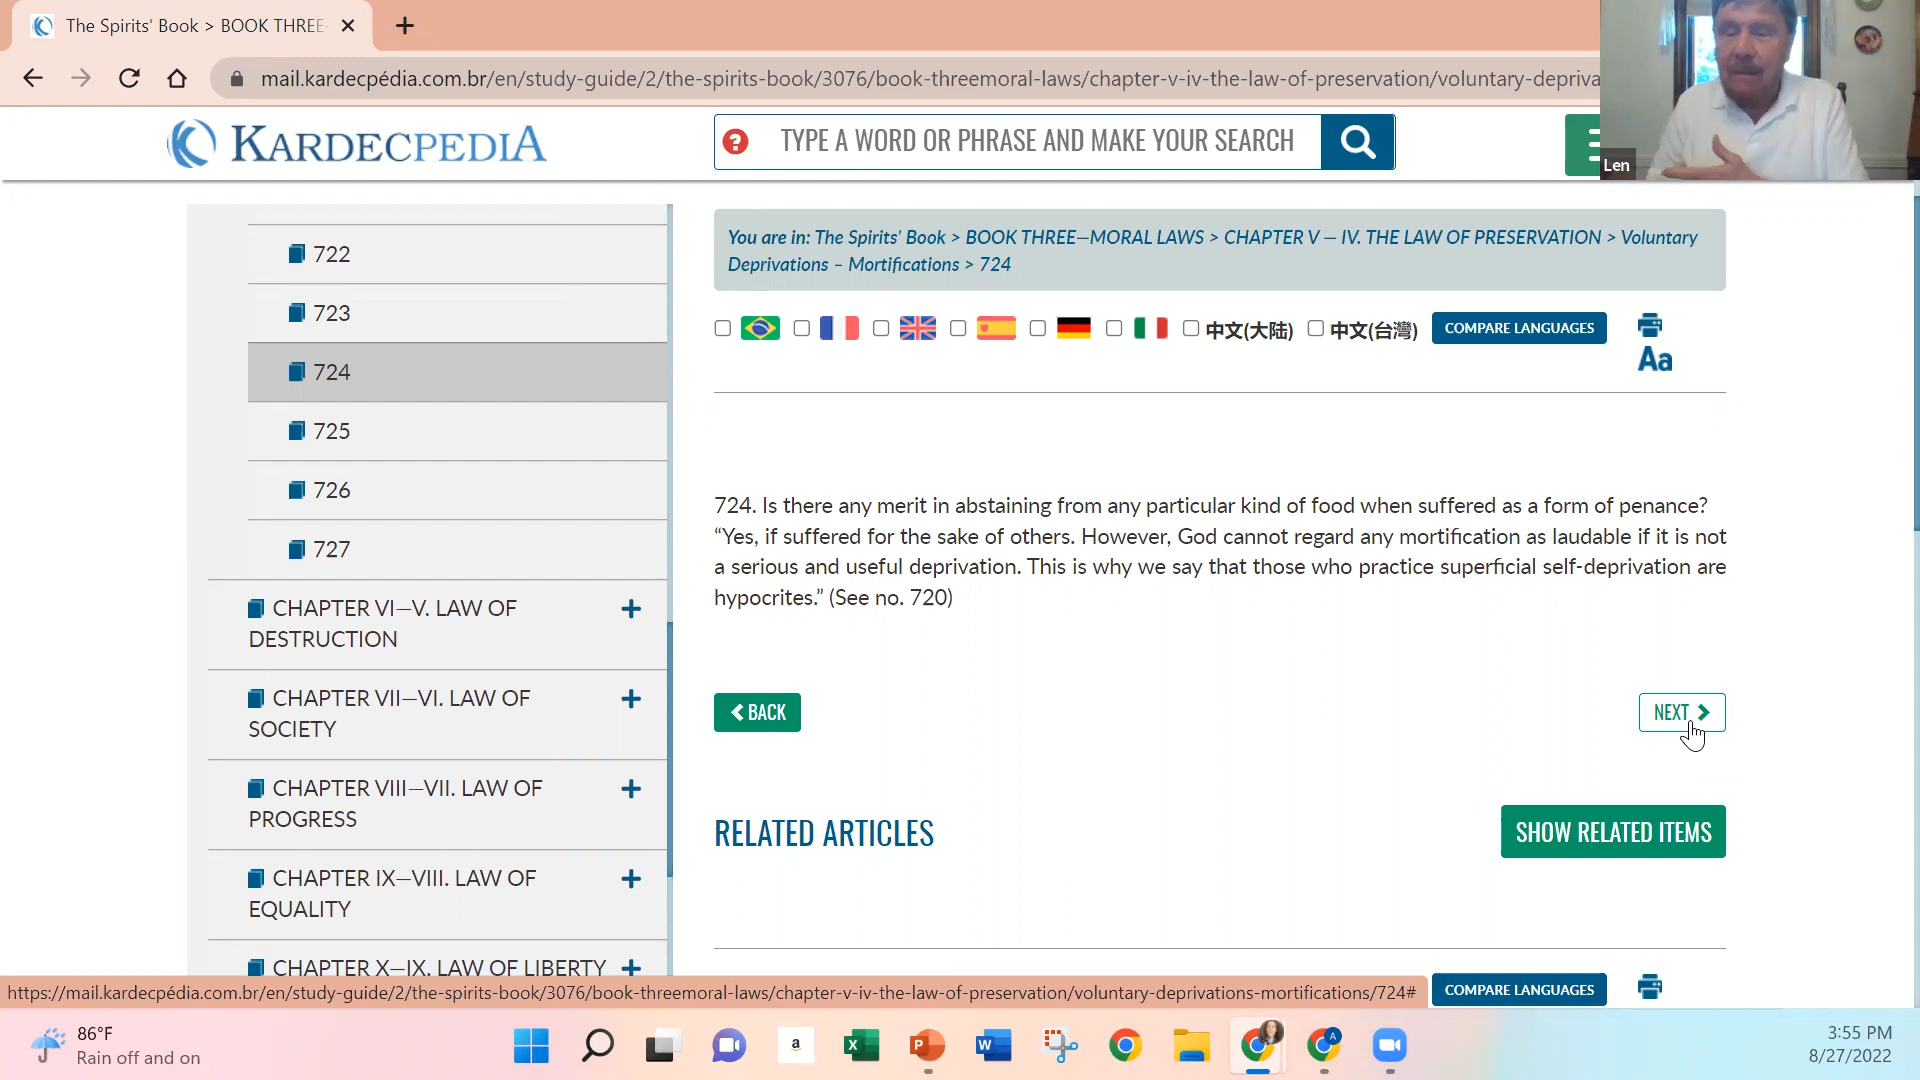 The Spirits' Book > BOOK THREE
mail.kardecpédia.com.br/en/study-guide/2/the-spirits-book/3076/book-threemoral-laws/chapter-v-iv-the-law-of-preservation/voluntary-depriva
KARDECPEDIA
? TYPE A WORD OR PHRASE AND MAKE YOUR SEARCH
Len
722
723
724
725
726
727
CHAPTER VI—V. LAW OF
DESTRUCTION
CHAPTER VII—VI. LAW OF
SOCIETY
CHAPTER VIII—VII. LAW OF
PROGRESS
CHAPTER IX—VIII. LAW OF
EQUALITY
CHAPTER X—IX. LAW OF LIBERTY
You are in: The Spirits' Book > BOOK THREE—MORAL LAWS > CHAPTER V — IV. THE LAW OF PRESERVATION > Voluntary
Deprivations – Mortifications > 724
中文(大陆) 中文(台灣) COMPARE LANGUAGES
Aa
724. Is there any merit in abstaining from any particular kind of food when suffered as a form of penance?
“Yes, if suffered for the sake of others. However, God cannot regard any mortification as laudable if it is not
a serious and useful deprivation. This is why we say that those who practice superficial self-deprivation are
hypocrites.” (See no. 720)
BACK
NEXT
RELATED ARTICLES
SHOW RELATED ITEMS
COMPARE LANGUAGES
https://mail.kardecpédia.com.br/en/study-guide/2/the-spirits-book/3076/book-threemoral-laws/chapter-v-iv-the-law-of-preservation/voluntary-deprivations-mortifications/724#
86°F
Rain off and on
a
X
P
W
A
3:55 PM
8/27/2022